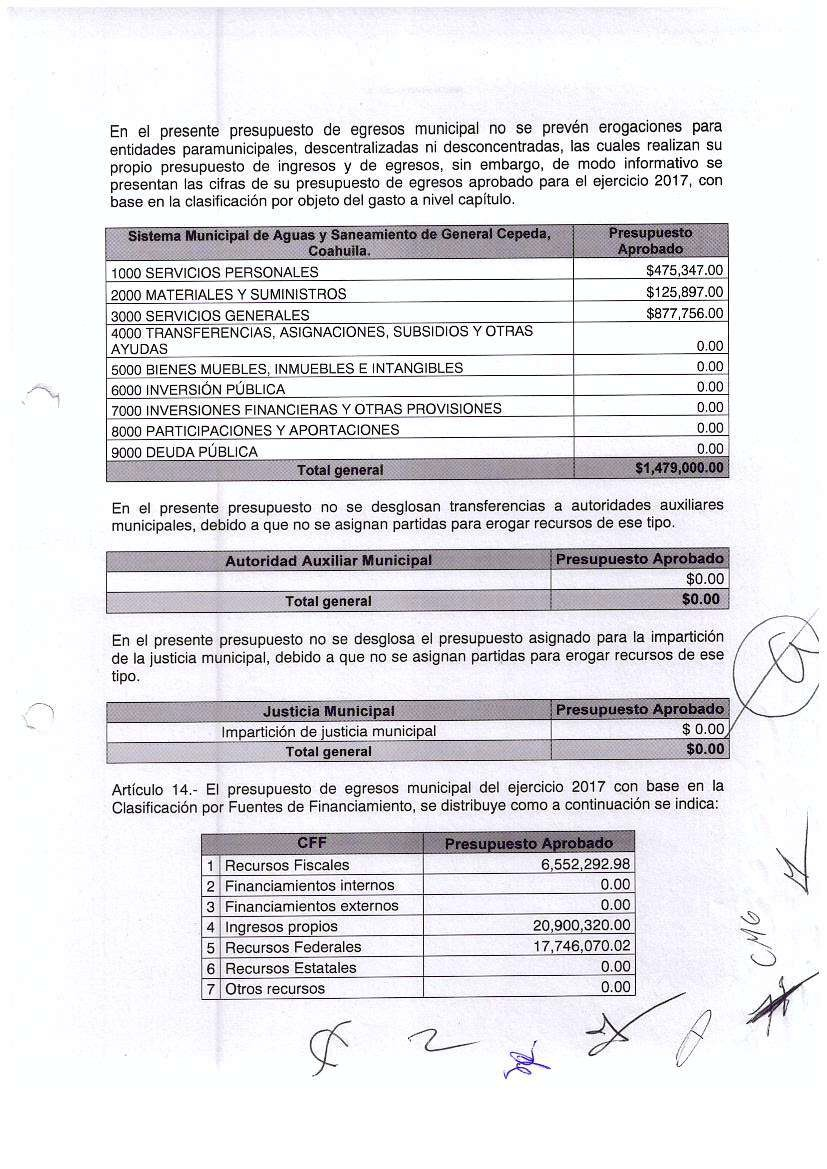 En el presente presupuesto de egresos municipal no se prevén erogaciones para
entidades paramunicipales, descentralizadas ni desconcentradas, las cuales realizan su
propio presupuesto de ingresos y de egresos, sin embargo, de modo informativo se
presentan las cifras de su presupuesto de egresos aprobado para el ejercicio 2017, con
base en la clasificación por objeto del gasto a nivel capítulo.
Sistema Municipal de Aguas y Saneamiento de General Cepeda, Presupuesto
Coahuila. Aprobado
1000 SERVICIOS PERSONALES $475,347.00
2000 MATERIALES Y SUMINISTROS $125,897.00
3000 SERVICIOS GENERALES $877,756.00
4000 TRANSFERENCIAS, ASIGNACIONES, SUBSIDIOS Y OTRAS
AYUDAS 0.00
5000 BIENES MUEBLES, INMUEBLES E INTANGIBLES 0.00
6000 INVERSIÓN PÚBLICA 0.00
7000 INVERSIONES FINANCIERAS Y OTRAS PROVISIONES 0.00
8000 PARTICIPACIONES Y APORTACIONES 0.00
9000 DEUDA PÚBLICA 0.00
Total general $1,479,000.00
En el presente presupuesto no se desglosan transferencias a autoridades auxiliares
municipales, debido a que no se asignan partidas para erogar recursos de ese tipo.
Autoridad Auxiliar Municipal Presupuesto Aprobado
$0.00
Total general $0.00
En el presente presupuesto no se desglosa el presupuesto asignado para la impartición
de la justicia municipal, debido a que no se asignan partidas para erogar recursos de ese
tipo.
Justicia Municipal Presupuesto Aprobado
Impartición de justicia municipal $ 0.00
Total general $0.00
Artículo 14.- El presupuesto de egresos municipal del ejercicio 2017 con base en la
Clasificación por Fuentes de Financiamiento, se distribuye como a continuación se indica:
CFF Presupuesto Aprobado
1 Recursos Fiscales 6,552,292.98
2 Financiamientos internos 0.00
3 Financiamientos externos 0.00
4 Ingresos propios 20,900,320.00
5 Recursos Federales 17,746,070.02
6 Recursos Estatales 0.00
7 Otros recursos 0.00
CMG